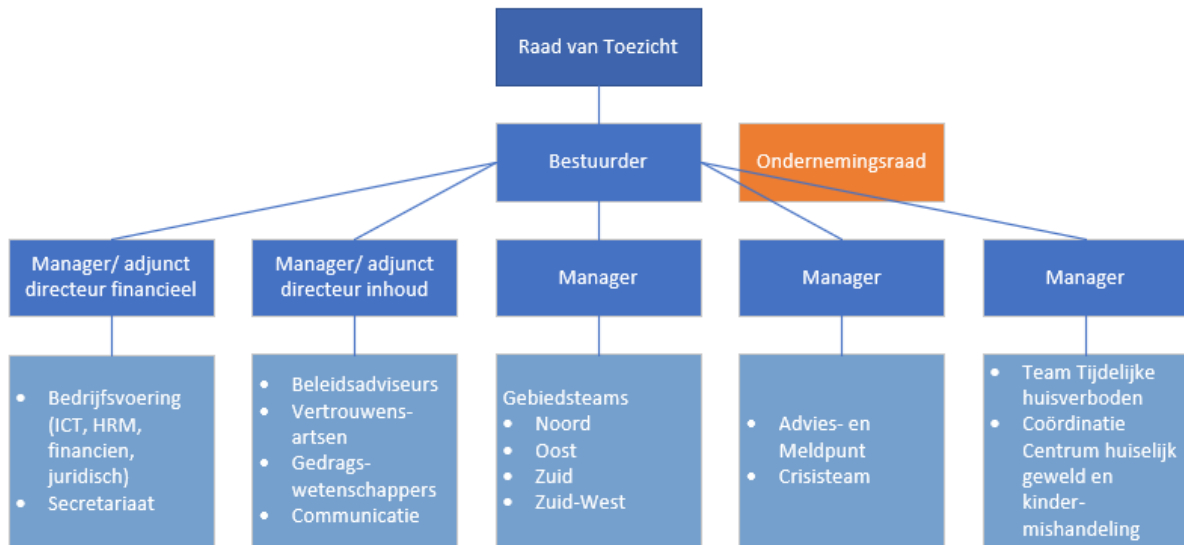 Raad van Toezicht
Bestuurder
Ondernemingsraad
Manager/ adjunct
directeur financieel
Manager/ adjunct
directeur inhoud
Manager
Manager
Manager
• Bedrijfsvoering
(ICT, HRM,
financien,
juridisch)
• Secretariaat
• Beleidsadviseurs
• Vertrouwens-
artsen
• Gedrags-
wetenschappers
• Communicatie
Gebiedsteams
• Noord
• Oost
• Zuid
• Zuid-West
• Advies- en
Meldpunt
• Crisisteam
• Team Tijdelijke
huisverboden
• Coördinatie
Centrum huiselijk
geweld en
kinder-
mishandeling